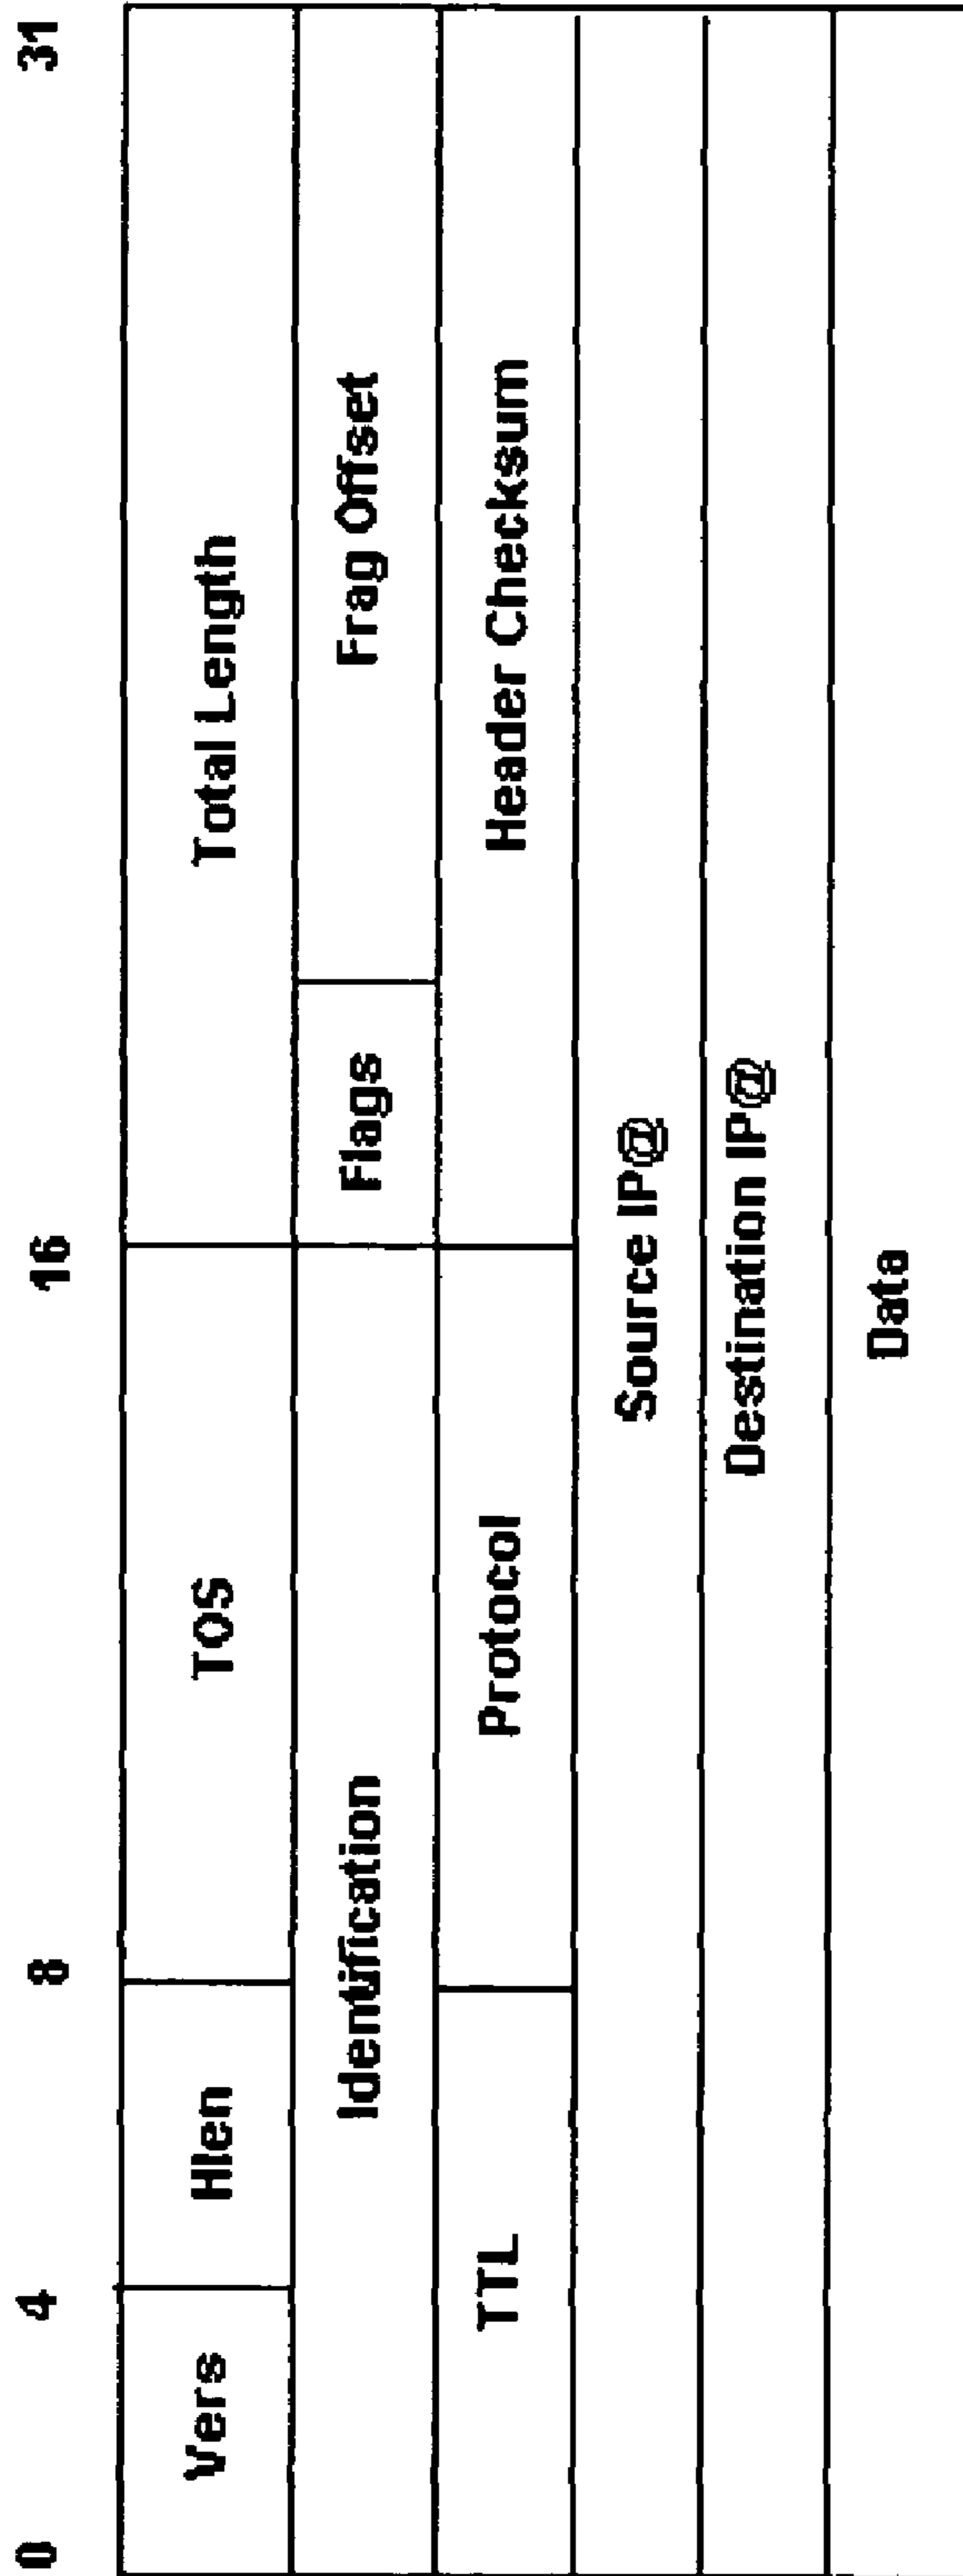 0 4 8 16 31
Vers Hlen TOS Total Length
Identification Flags Frag Offset
TTL Protocol Header Checksum
Source IP@
Destination IP@
Data